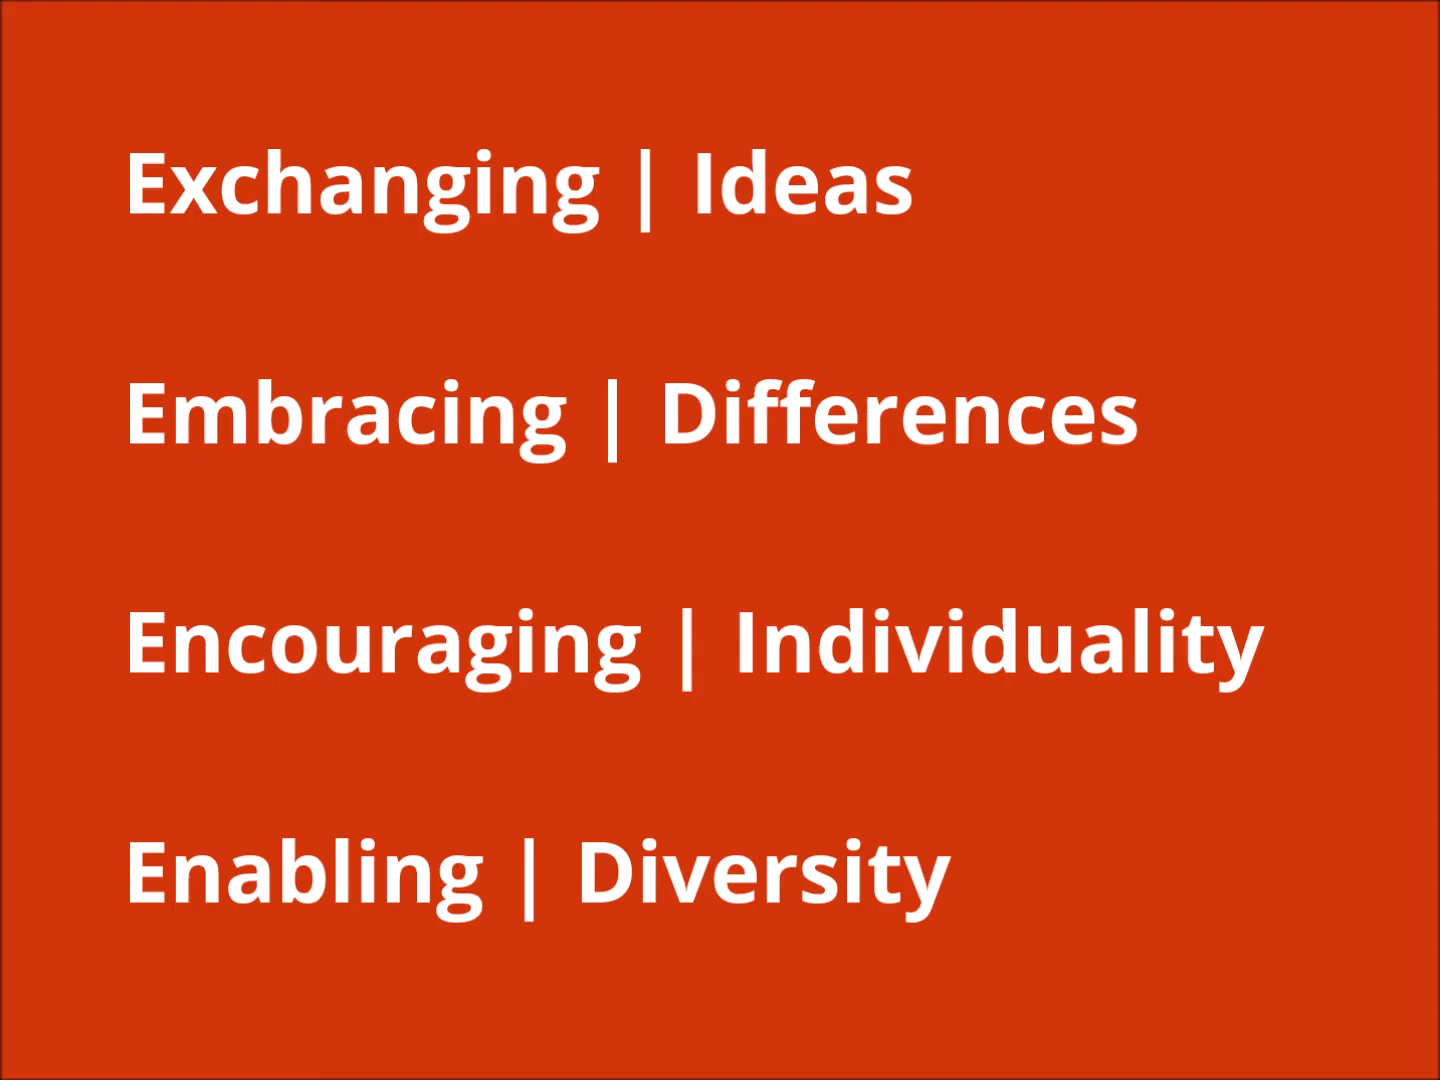 Exchanging | Ideas
Embracing | Differences
Encouraging | Individuality
Enabling | Diversity